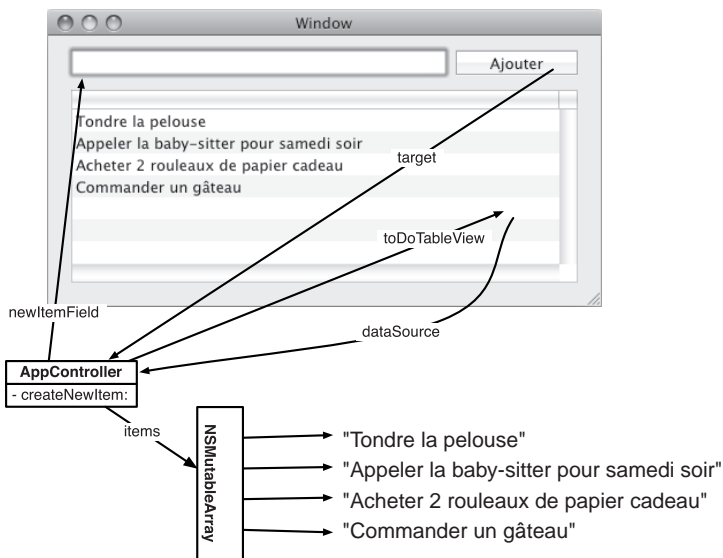 Window
Ajouter
Tondre la pelouse
Appeler la baby-sitter pour samedi soir
Acheter 2 rouleaux de papier cadeau
Commander un gâteau
target
toDoTableView
newItemField
dataSource
AppController
- createNewItem:
items
NSMutableArray
"Tondre la pelouse"
"Appeler la baby-sitter pour samedi soir"
"Acheter 2 rouleaux de papier cadeau"
"Commander un gâteau"